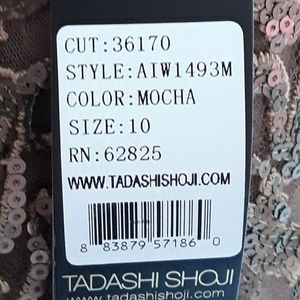 CUT:36170
STYLE:AIW1493M
COLOR:MOCHA
SIZE:10
RN:62825
WWW.TADASHISHOJI.COM
8 83879 57186 0
TADASHI SHOJI
www.tadashishoji.com